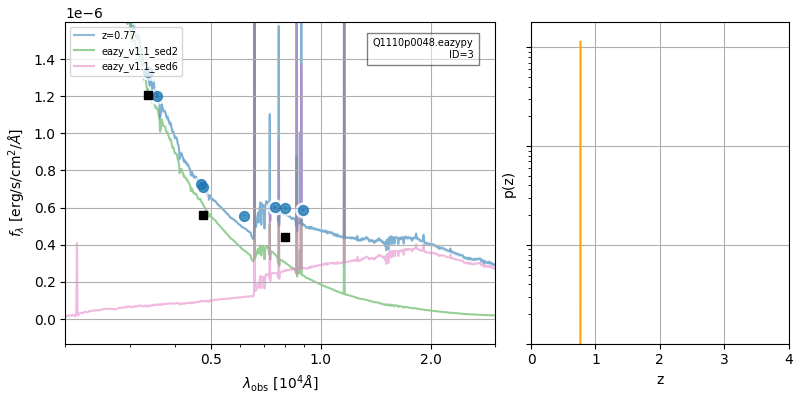 1e−6
z=0.77
eazy_v1.1_sed2
eazy_v1.1_sed6
Q1110p0048.eazypy
ID=3
1.4
1.2
1.0
0.8
0.6
0.4
0.2
0.0
fλ [erg/s/cm²/Å]
0.5
1.0
2.0
λobs [10⁴Å]
p(z)
0
1
2
3
4
z